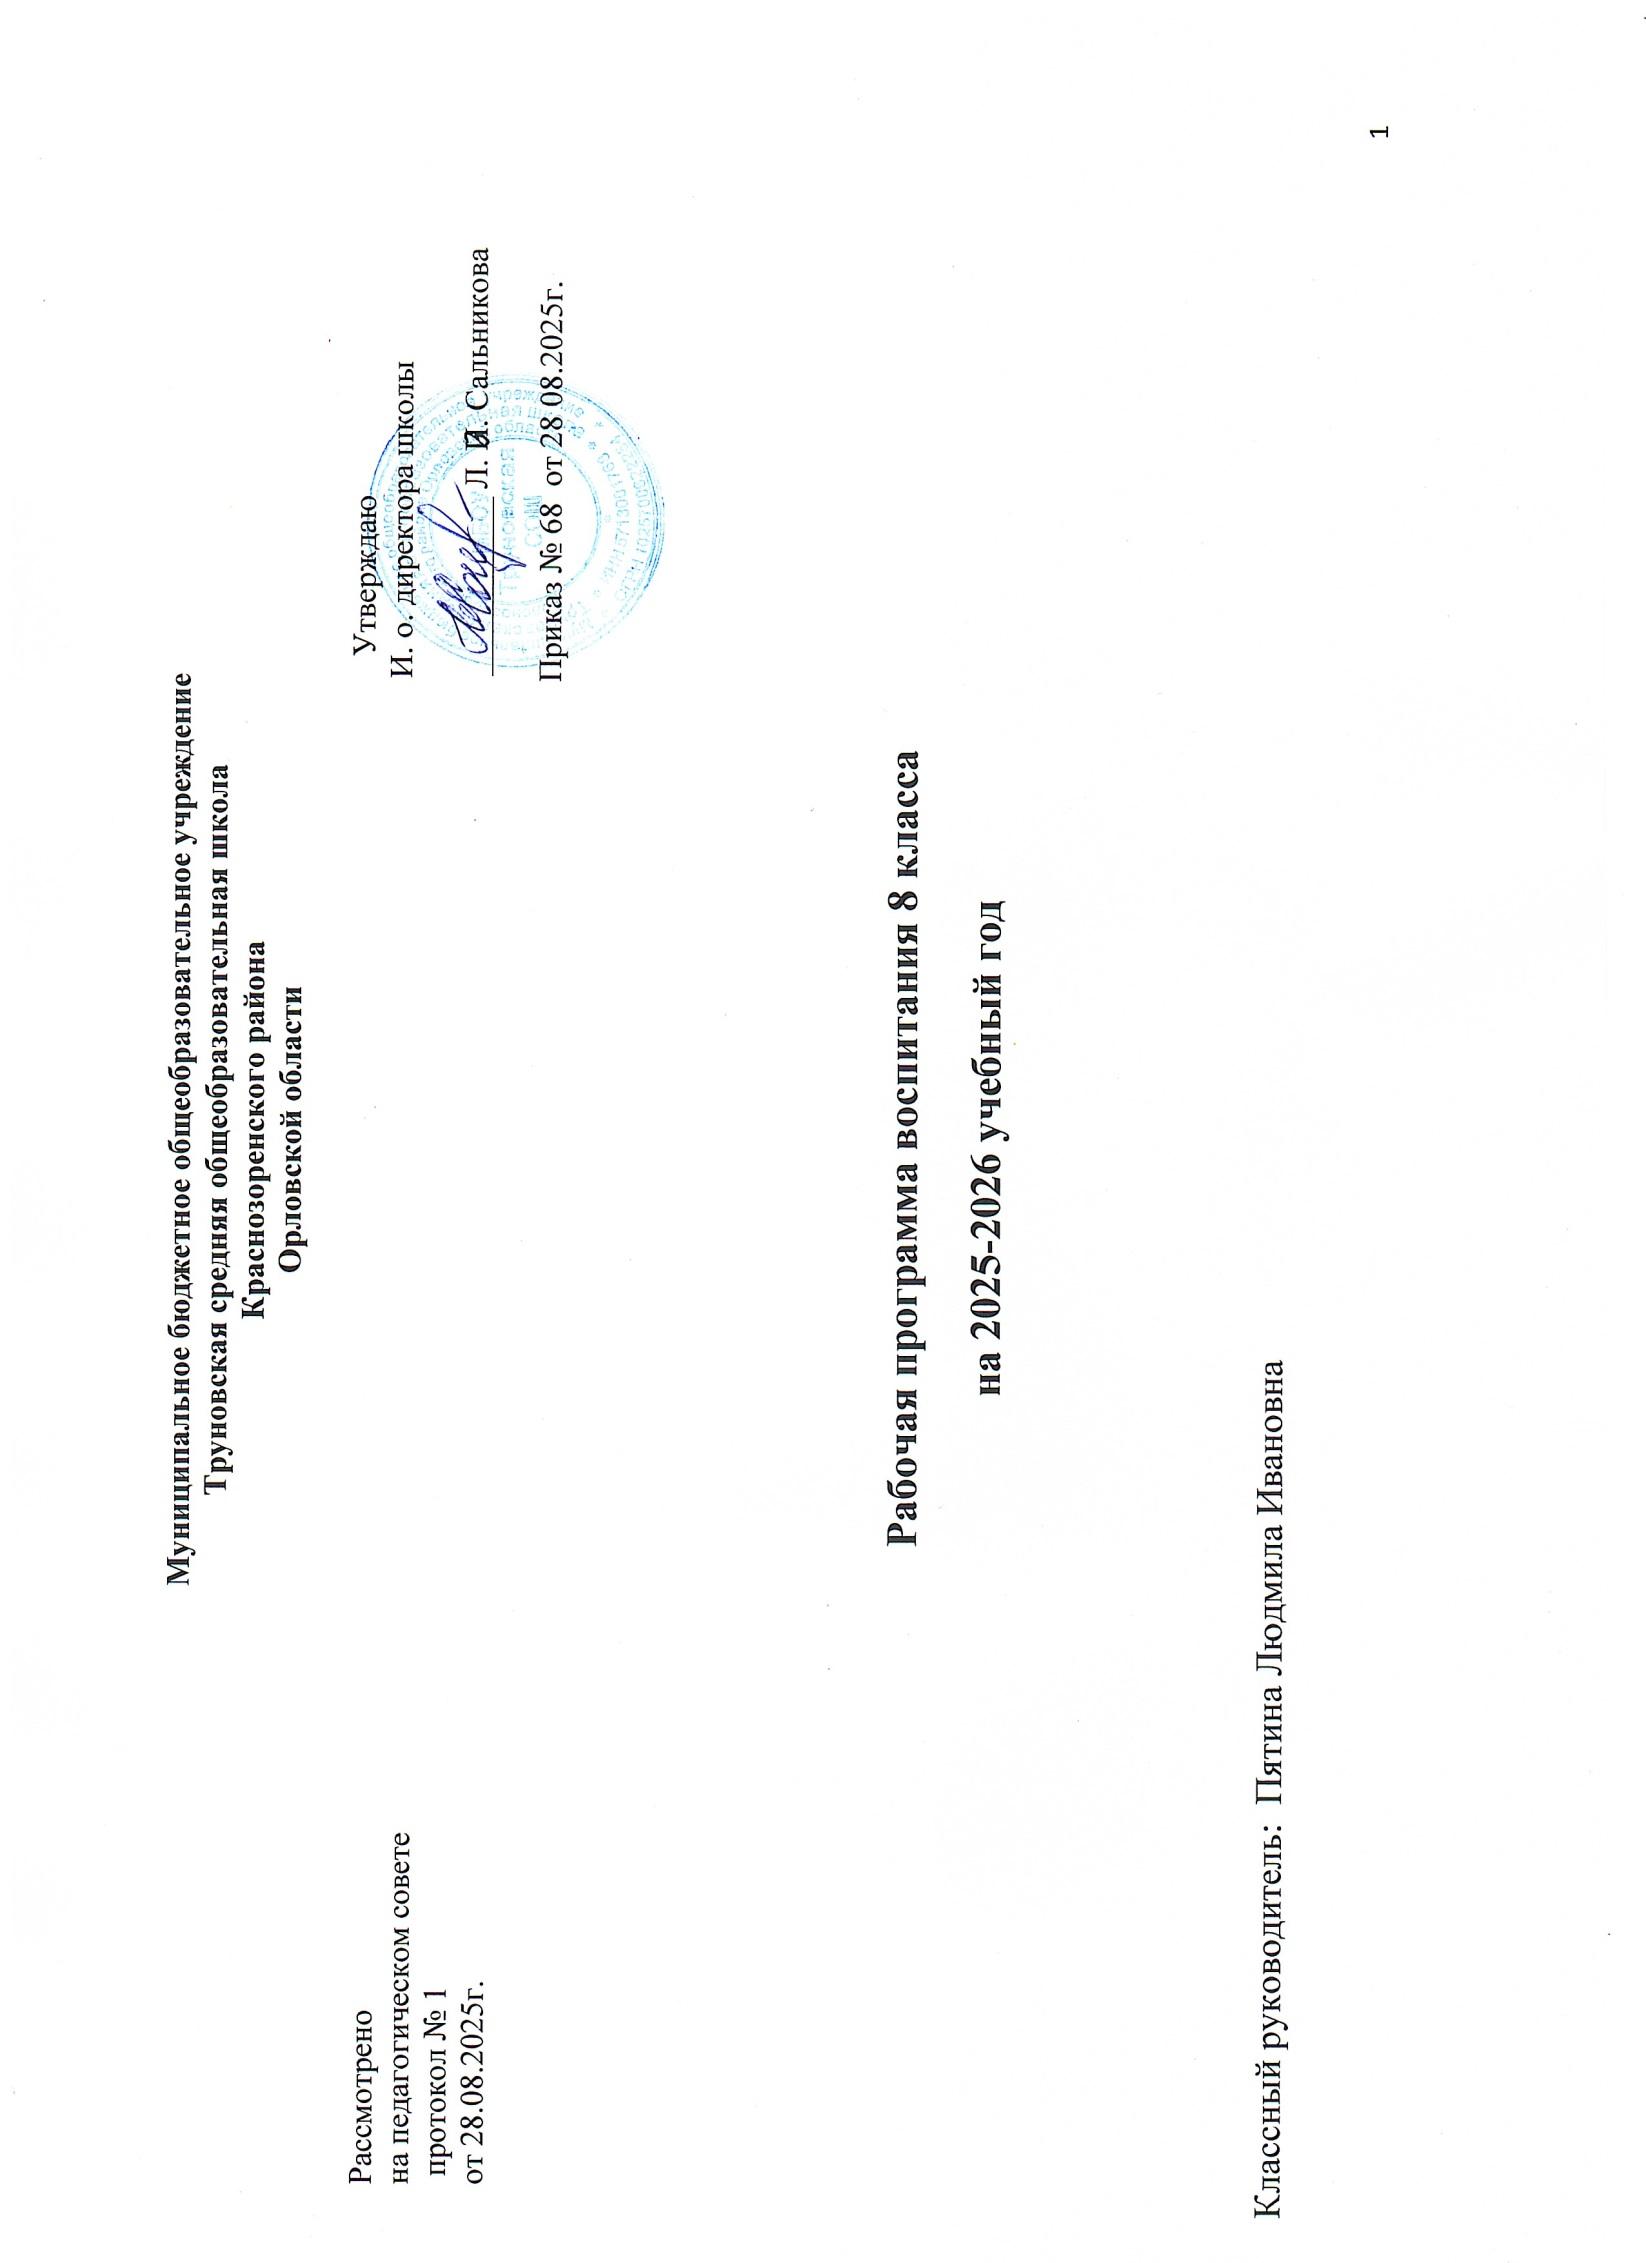 Муниципальное бюджетное общеобразовательное учреждение
Труновская средняя общеобразовательная школа
Краснозоренского района
Орловской области
Рассмотрено
на педагогическом совете
протокол № 1
от 28.08.2025г.
Утверждаю
И. о. директора школы
Л. И. Сальникова
Приказ № 68 от 28.08.2025г.
Труновская
СОШ
Рабочая программа воспитания 8 класса
на 2025-2026 учебный год
Классный руководитель: Пятина Людмила Ивановна
1